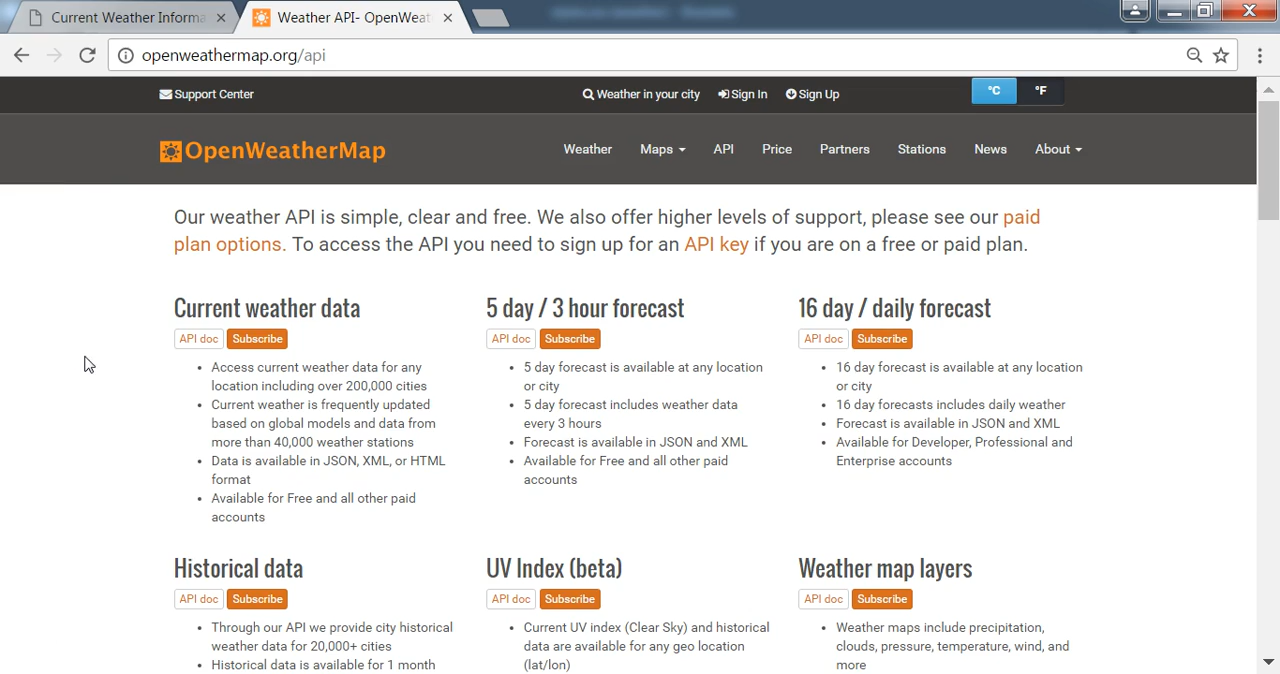 Current Weather Informa
Weather API- OpenWeat
openweathermap.org/api
Support Center
Weather in your city
Sign In
Sign Up
°C
°F
OpenWeatherMap
Weather
Maps
API
Price
Partners
Stations
News
About
Our weather API is simple, clear and free. We also offer higher levels of support, please see our paid
plan options. To access the API you need to sign up for an API key if you are on a free or paid plan.
Current weather data
API doc
Subscribe
Access current weather data for any
location including over 200,000 cities
Current weather is frequently updated
based on global models and data from
more than 40,000 weather stations
Data is available in JSON, XML, or HTML
format
Available for Free and all other paid
accounts
5 day / 3 hour forecast
API doc
Subscribe
5 day forecast is available at any location
or city
5 day forecast includes weather data
every 3 hours
Forecast is available in JSON and XML
Available for Free and all other paid
accounts
16 day / daily forecast
API doc
Subscribe
16 day forecast is available at any location
or city
16 day forecasts includes daily weather
Forecast is available in JSON and XML
Available for Developer, Professional and
Enterprise accounts
Historical data
API doc
Subscribe
Through our API we provide city historical
weather data for 20,000+ cities
Historical data is available for 1 month
UV Index (beta)
API doc
Subscribe
Current UV index (Clear Sky) and historical
data are available for any geo location
(lat/lon)
Weather map layers
API doc
Subscribe
Weather maps include precipitation,
clouds, pressure, temperature, wind, and
more